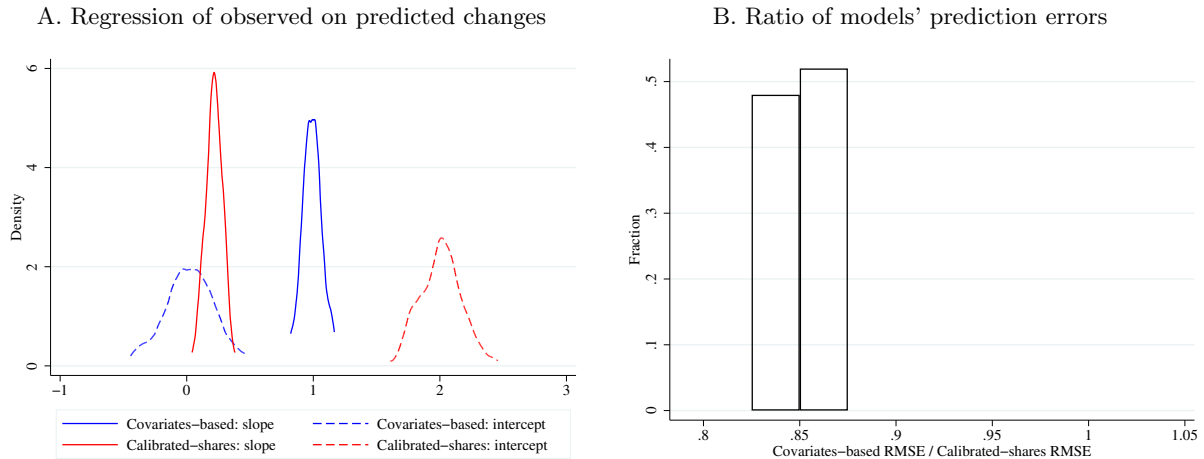 A. Regression of observed on predicted changes
Density
6
4
2
0
−1
0
1
2
3
Covariates−based: slope
Covariates−based: intercept
Calibrated−shares: slope
Calibrated−shares: intercept
B. Ratio of models’ prediction errors
Fraction
.5
.4
.3
.2
.1
0
.8
.85
.9
.95
1
1.05
Covariates−based RMSE / Calibrated−shares RMSE